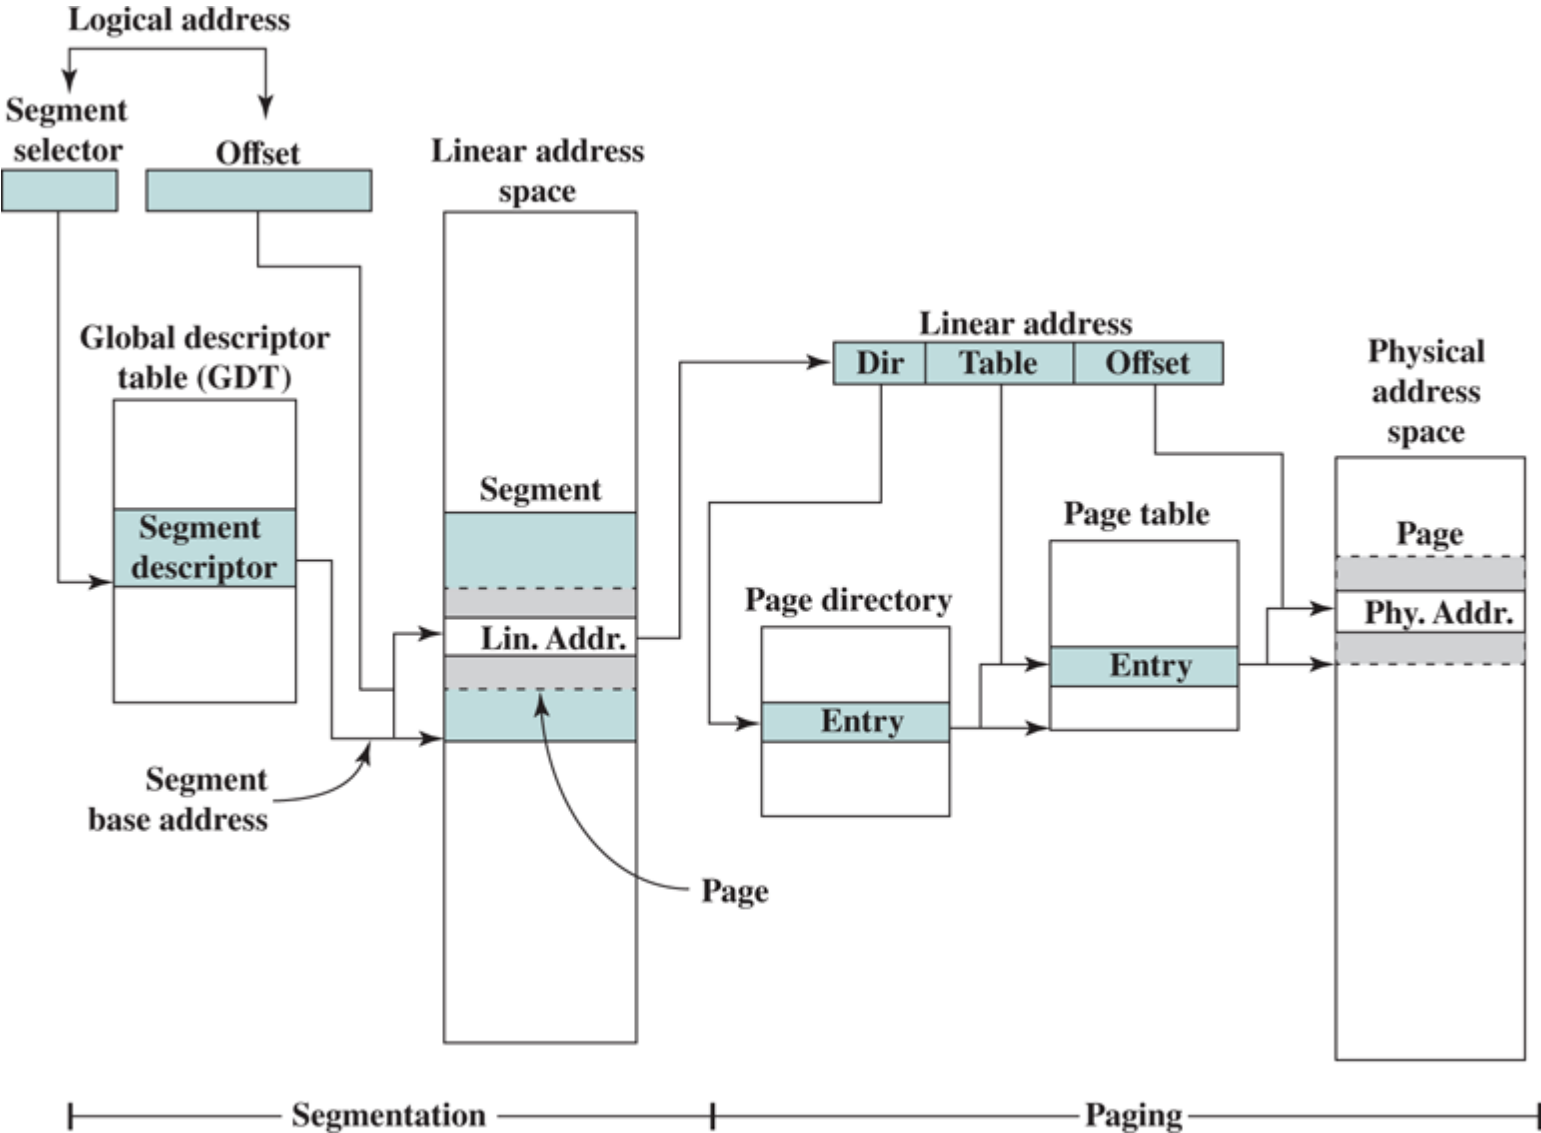 Logical address
Segment
selector
Offset
Linear address
space
Global descriptor
table (GDT)
Segment
descriptor
Segment
base address
Segment
Lin. Addr.
Page
Linear address
Dir
Table
Offset
Page directory
Entry
Page table
Entry
Physical
address
space
Page
Phy. Addr.
Segmentation
Paging